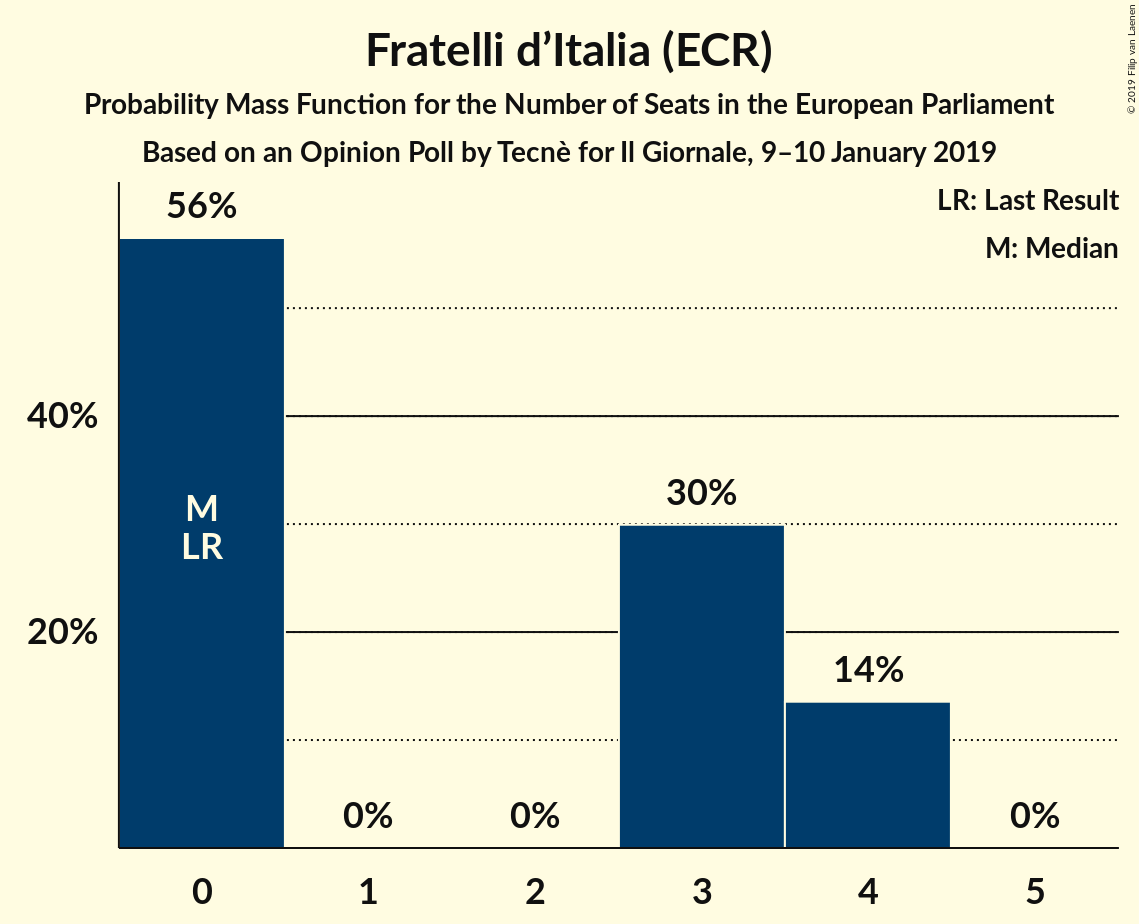 Fratelli d’Italia (ECR)
Probability Mass Function for the Number of Seats in the European Parliament
Based on an Opinion Poll by Tecnè for Il Giornale, 9–10 January 2019
© 2019 Filip van Laenen
LR: Last Result
M: Median
56%
40%
M
LR
30%
20%
14%
0%
0%
0%
0
1
2
3
4
5